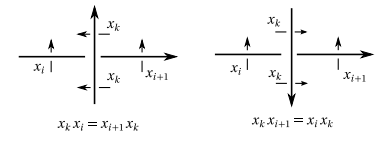 x_k
x_i
x_{i+1}
x_k
x_k x_i = x_{i+1} x_k
x_k
x_i
x_k
x_{i+1}
x_k x_{i+1} = x_i x_k